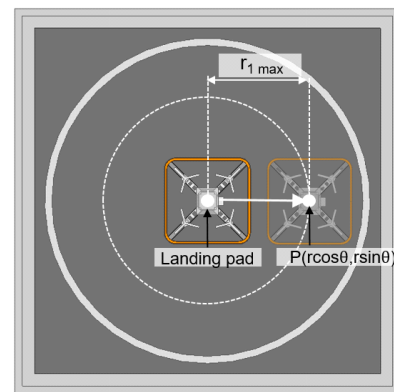 r1 max
Landing pad
P(rcosθ,rsinθ)